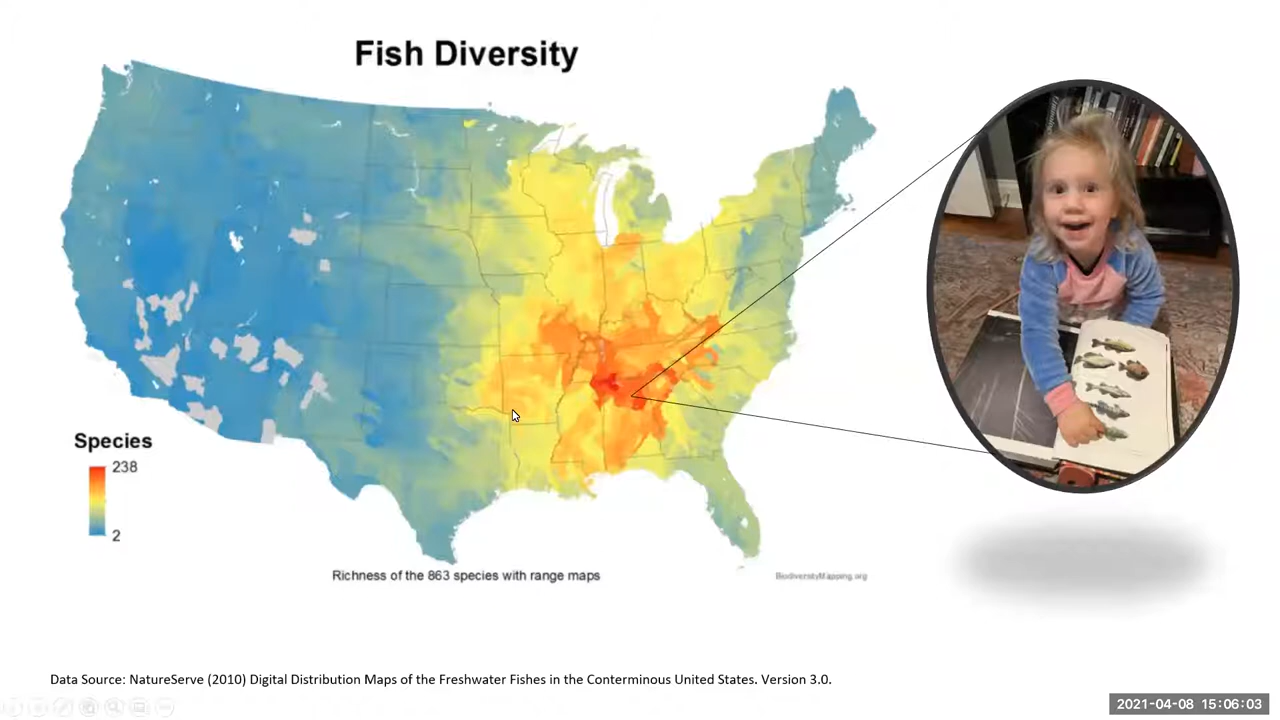 Fish Diversity
Species
238
2
Richness of the 863 species with range maps
BiodiversityMapping.org
Data Source: NatureServe (2010) Digital Distribution Maps of the Freshwater Fishes in the Conterminous United States. Version 3.0.
2021-04-08 15:06:03